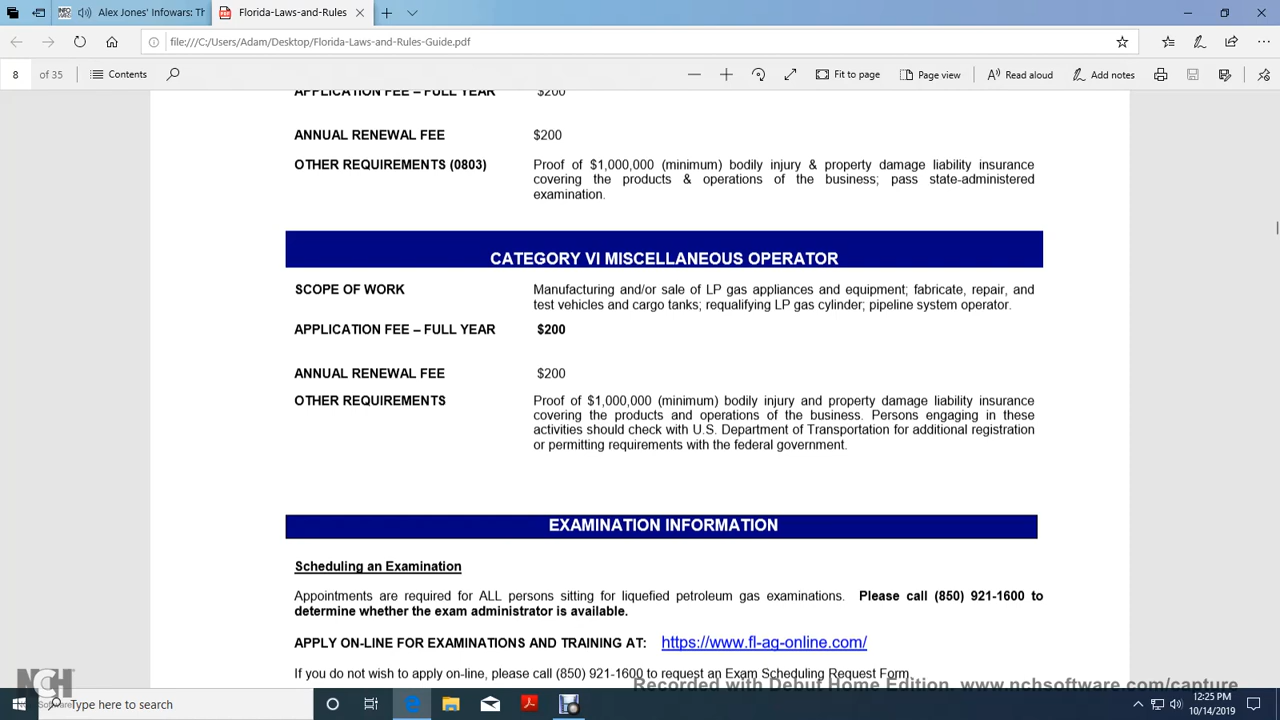 Alex Jones' Infowars: Th
Florida-Laws-and-Rules-
file:///C:/Users/Adam/Desktop/Florida-Laws-and-Rules-Guide.pdf
8 of 35 Contents Fit to page Page view Read aloud Add notes
APPLICATION FEE – FULL YEAR $200
ANNUAL RENEWAL FEE $200
OTHER REQUIREMENTS (0803) Proof of $1,000,000 (minimum) bodily injury & property damage liability insurance
covering the products & operations of the business; pass state-administered
examination.
CATEGORY VI MISCELLANEOUS OPERATOR
SCOPE OF WORK Manufacturing and/or sale of LP gas appliances and equipment; fabricate, repair, and
test vehicles and cargo tanks; requalifying LP gas cylinder; pipeline system operator.
APPLICATION FEE – FULL YEAR $200
ANNUAL RENEWAL FEE $200
OTHER REQUIREMENTS Proof of $1,000,000 (minimum) bodily injury and property damage liability insurance
covering the products and operations of the business. Persons engaging in these
activities should check with U.S. Department of Transportation for additional registration
or permitting requirements with the federal government.
EXAMINATION INFORMATION
Scheduling an Examination
Appointments are required for ALL persons sitting for liquefied petroleum gas examinations. Please call (850) 921-1600 to
determine whether the exam administrator is available.
APPLY ON-LINE FOR EXAMINATIONS AND TRAINING AT: https://www.fl-ag-online.com/
If you do not wish to apply on-line, please call (850) 921-1600 to request an Exam Scheduling Request Form.
Recorded with Debut Home Edition. www.nchsoftware.com/capture
NCH Software
Type here to search
12:25 PM
10/14/2019